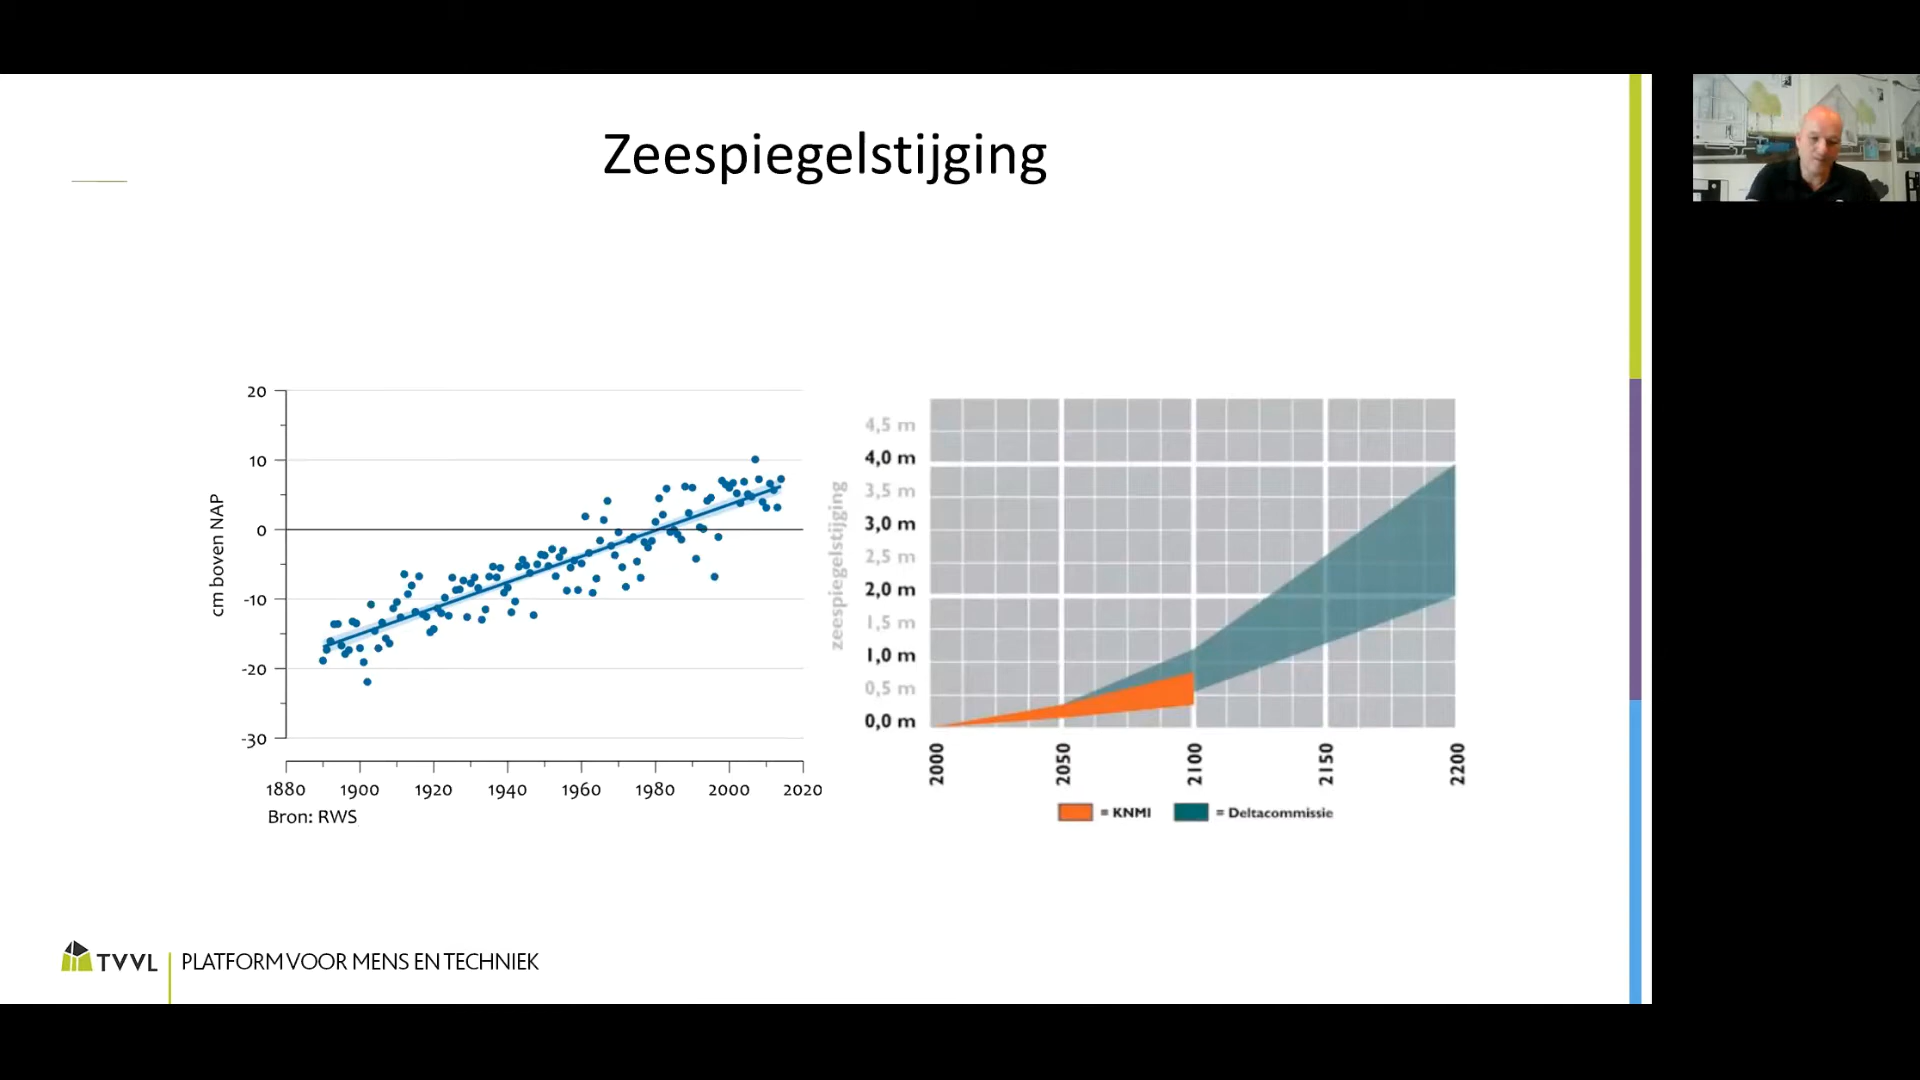 Zeespiegelstijging
cm boven NAP
20
10
0
-10
-20
-30
1880 1900 1920 1940 1960 1980 2000 2020
Bron: RWS
zeespiegelstijging
4,5 m
4,0 m
3,5 m
3,0 m
2,5 m
2,0 m
1,5 m
1,0 m
0,5 m
0,0 m
2000 2050 2100 2150 2200
= KNMI = Deltacommissie
TVVL PLATFORM VOOR MENS EN TECHNIEK